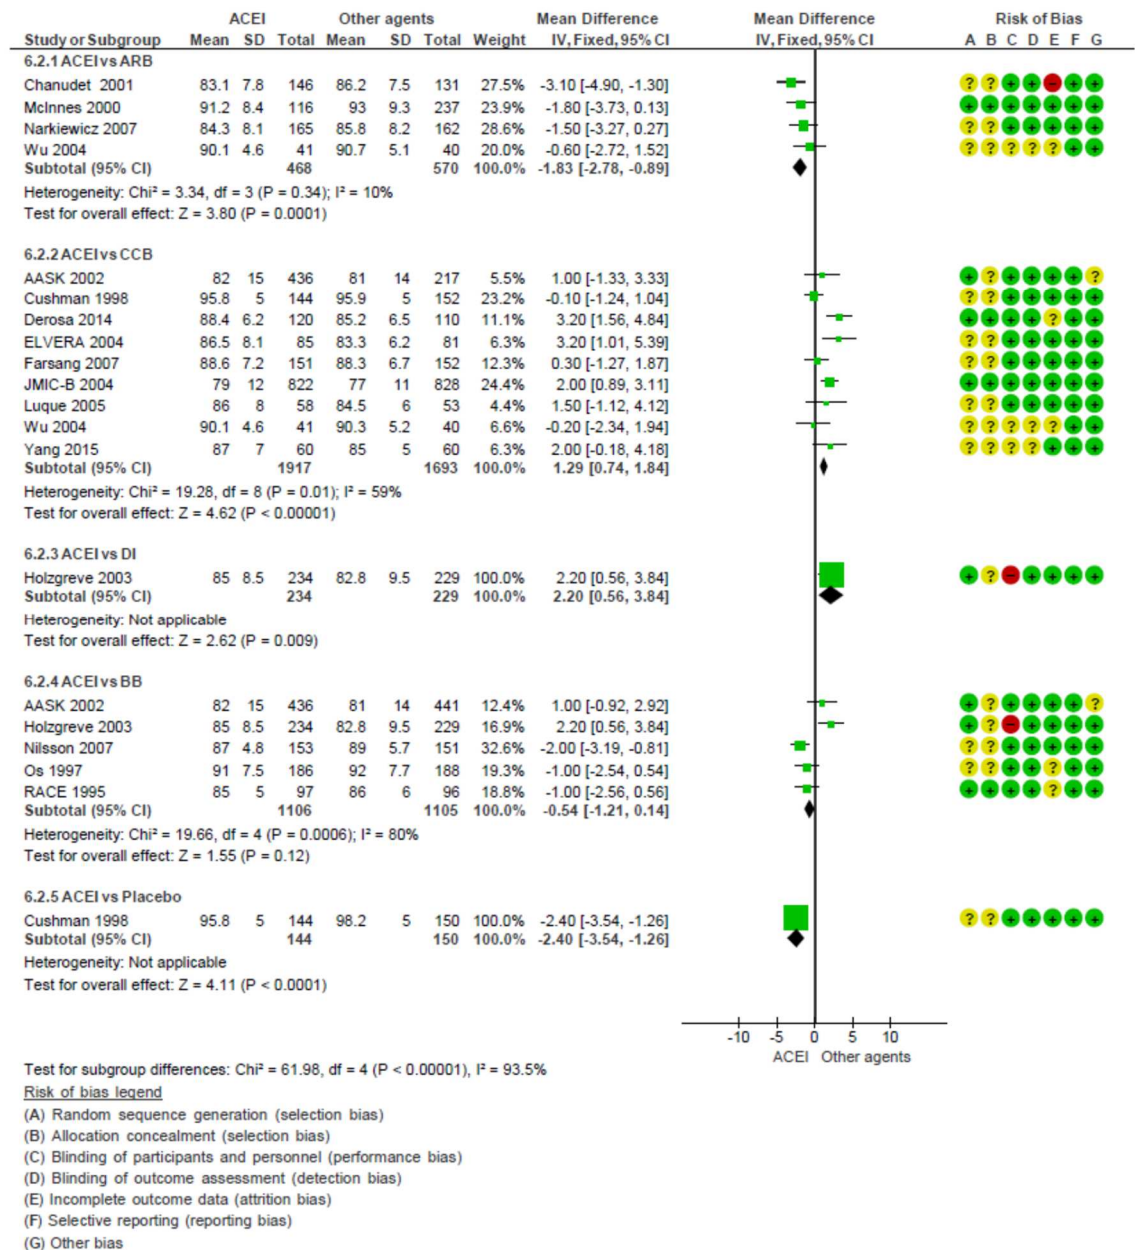 ACEI Other agents Mean Difference Mean Difference Risk of Bias
Study or Subgroup Mean SD Total Mean SD Total Weight IV, Fixed, 95% CI IV, Fixed, 95% CI A B C D E F G
6.2.1 ACEI vs ARB
Chanudet 2001 83.1 7.8 146 86.2 7.5 131 27.5% -3.10 [-4.90, -1.30] ? ? + + - + +
McInnes 2000 91.2 8.4 116 93 9.3 237 23.9% -1.80 [-3.73, 0.13] + + + + + + +
Narkiewicz 2007 84.3 8.1 165 85.8 8.2 162 28.6% -1.50 [-3.27, 0.27] ? ? + + + + +
Wu 2004 90.1 4.6 41 90.7 5.1 40 20.0% -0.60 [-2.72, 1.52] ? ? ? ? ? + +
Subtotal (95% CI) 468 570 100.0% -1.83 [-2.78, -0.89]
Heterogeneity: Chi² = 3.34, df = 3 (P = 0.34); I² = 10%
Test for overall effect: Z = 3.80 (P = 0.0001)
6.2.2 ACEI vs CCB
AASK 2002 82 15 436 81 14 217 5.5% 1.00 [-1.33, 3.33] + ? + + + + ?
Cushman 1998 95.8 5 144 95.9 5 152 23.2% -0.10 [-1.24, 1.04] ? ? + + + + +
Derosa 2014 88.4 6.2 120 85.2 6.5 110 11.1% 3.20 [1.56, 4.84] + + + + ? + +
ELVERA 2004 86.5 8.1 85 83.3 6.2 81 6.3% 3.20 [1.01, 5.39] ? ? + + + + +
Farsang 2007 88.6 7.2 151 88.3 6.7 152 12.3% 0.30 [-1.27, 1.87] ? ? + + + + +
JMIC-B 2004 79 12 822 77 11 828 24.4% 2.00 [0.89, 3.11] + + + + + + +
Luque 2005 86 8 58 84.5 6 53 4.4% 1.50 [-1.12, 4.12] ? ? + + + + +
Wu 2004 90.1 4.6 41 90.3 5.2 40 6.6% -0.20 [-2.34, 1.94] ? ? ? ? ? + +
Yang 2015 87 7 60 85 5 60 6.3% 2.00 [-0.18, 4.18] ? ? ? ? + + +
Subtotal (95% CI) 1917 1693 100.0% 1.29 [0.74, 1.84]
Heterogeneity: Chi² = 19.28, df = 8 (P = 0.01); I² = 59%
Test for overall effect: Z = 4.62 (P < 0.00001)
6.2.3 ACEI vs DI
Holzgreve 2003 85 8.5 234 82.8 9.5 229 100.0% 2.20 [0.56, 3.84] + ? - + + + +
Subtotal (95% CI) 234 229 100.0% 2.20 [0.56, 3.84]
Heterogeneity: Not applicable
Test for overall effect: Z = 2.62 (P = 0.009)
6.2.4 ACEI vs BB
AASK 2002 82 15 436 81 14 441 12.4% 1.00 [-0.92, 2.92] + ? + + + + ?
Holzgreve 2003 85 8.5 234 82.8 9.5 229 16.9% 2.20 [0.56, 3.84] + ? - + + + +
Nilsson 2007 87 4.8 153 89 5.7 151 32.6% -2.00 [-3.19, -0.81] ? ? + + + + +
Os 1997 91 7.5 186 92 7.7 188 19.3% -1.00 [-2.54, 0.54] ? ? + + ? + +
RACE 1995 85 5 97 86 6 96 18.8% -1.00 [-2.56, 0.56] + + + + ? + +
Subtotal (95% CI) 1106 1105 100.0% -0.54 [-1.21, 0.14]
Heterogeneity: Chi² = 19.66, df = 4 (P = 0.0006); I² = 80%
Test for overall effect: Z = 1.55 (P = 0.12)
6.2.5 ACEI vs Placebo
Cushman 1998 95.8 5 144 98.2 5 150 100.0% -2.40 [-3.54, -1.26] ? ? + + + + +
Subtotal (95% CI) 144 150 100.0% -2.40 [-3.54, -1.26]
Heterogeneity: Not applicable
Test for overall effect: Z = 4.11 (P < 0.0001)
-10 -5 0 5 10
ACEI Other agents
Test for subgroup differences: Chi² = 61.98, df = 4 (P < 0.00001), I² = 93.5%
Risk of bias legend
(A) Random sequence generation (selection bias)
(B) Allocation concealment (selection bias)
(C) Blinding of participants and personnel (performance bias)
(D) Blinding of outcome assessment (detection bias)
(E) Incomplete outcome data (attrition bias)
(F) Selective reporting (reporting bias)
(G) Other bias